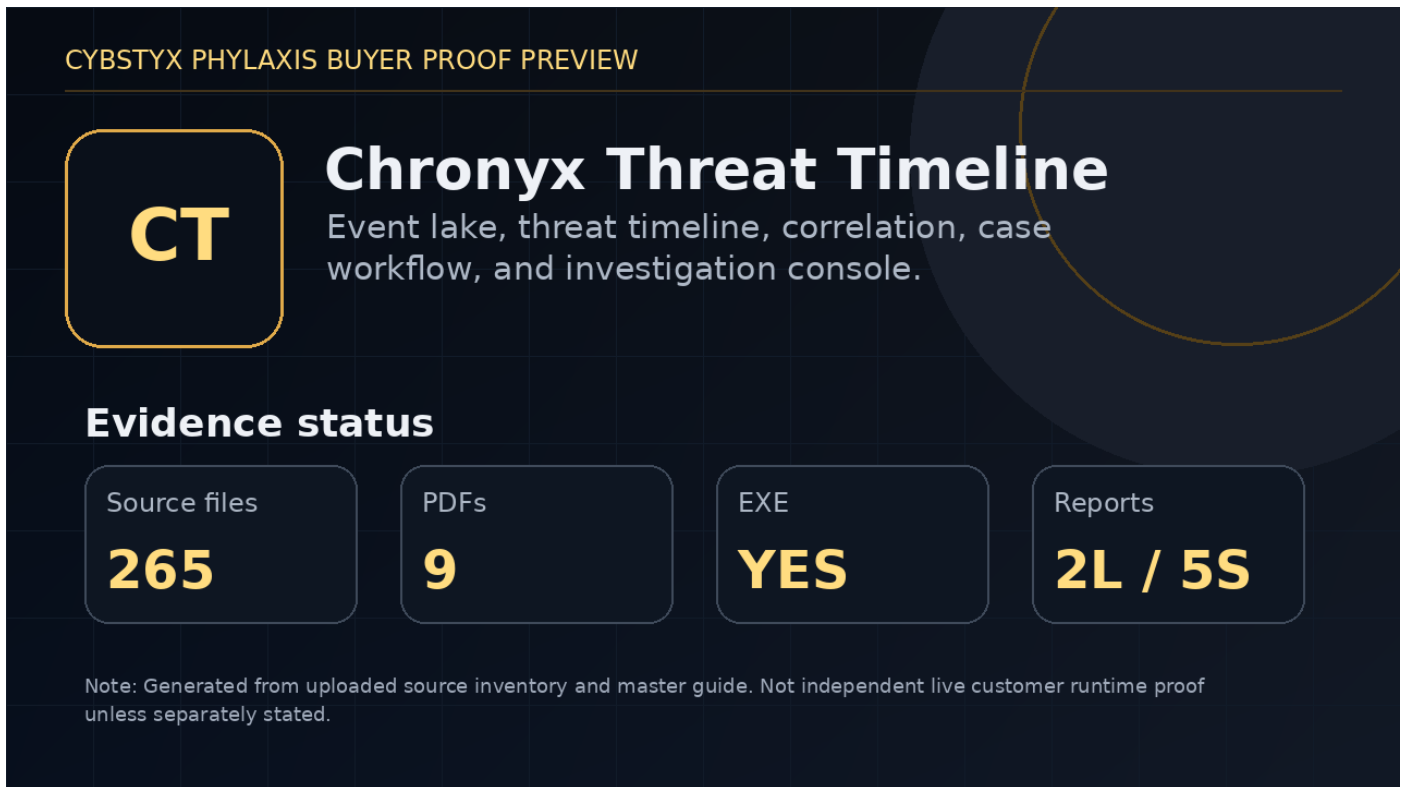 CYBSTYX PHYLAXIS BUYER PROOF PREVIEW
CT
Chronyx Threat Timeline
Event lake, threat timeline, correlation, case
workflow, and investigation console.
Evidence status
Source files
265
PDFs
9
EXE
YES
Reports
2L / 5S
Note: Generated from uploaded source inventory and master guide. Not independent live customer runtime proof
unless separately stated.